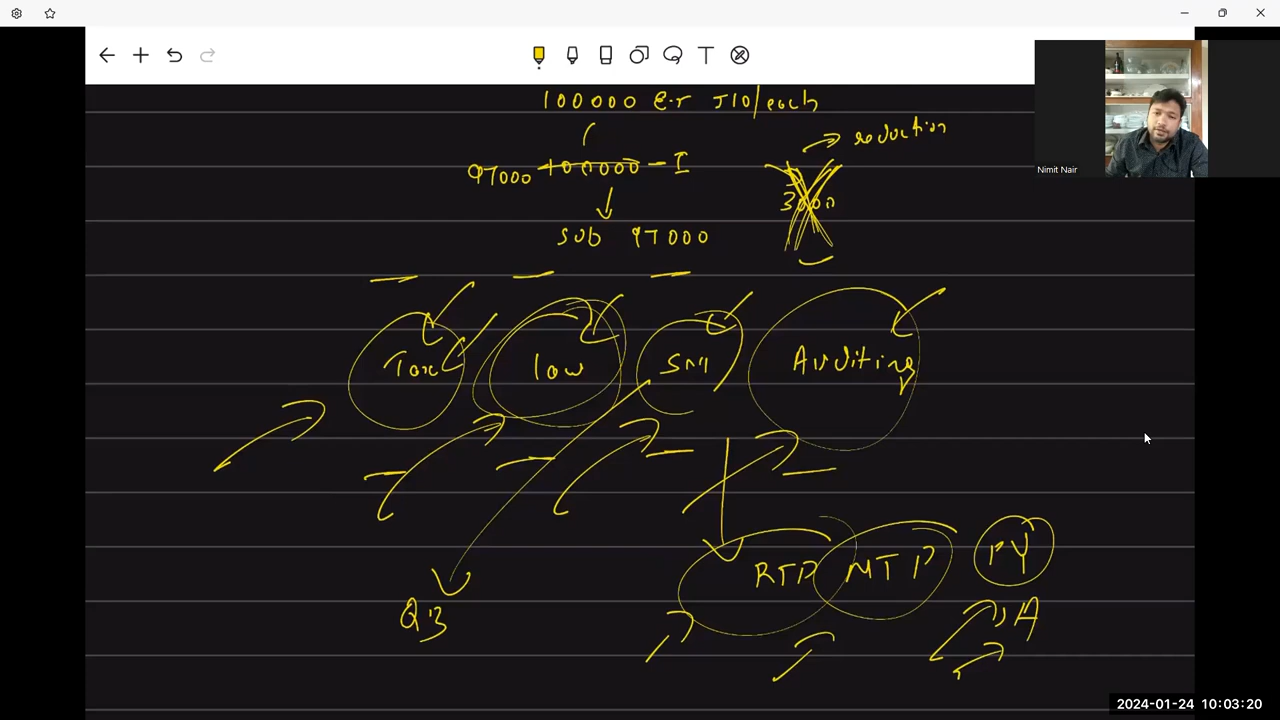 100000 E.S ₹10/each
reduction
97000 100000 - I
3000
Sub 97000
Tax law SM Auditing
RTP MTP PY
QB
SA
Nimit Nair
2024-01-24 10:03:20